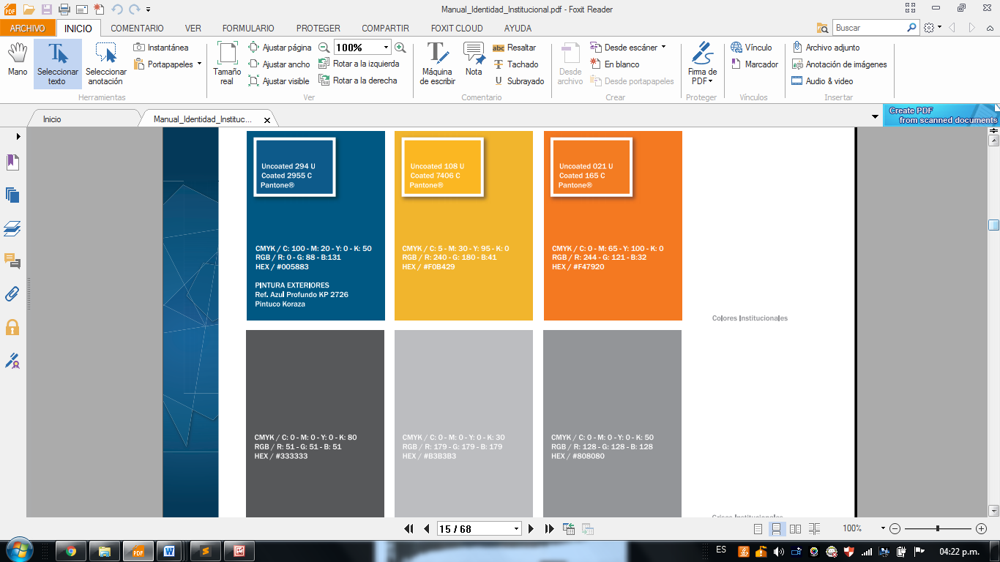 Manual_Identidad_Institucional.pdf - Foxit Reader
ARCHIVO INICIO COMENTARIO VER FORMULARIO PROTEGER COMPARTIR FOXIT CLOUD AYUDA
Buscar
Mano
Seleccionar texto
Seleccionar anotación
Instantánea
Portapapeles
Herramientas
Tamaño real
Ajustar página
Ajustar ancho
Ajustar visible
100%
Rotar a la izquierda
Rotar a la derecha
Ver
Máquina de escribir
Nota
Resaltar
Tachado
Subrayado
Comentario
Desde archivo
Desde escáner
En blanco
Desde portapapeles
Crear
Firma de PDF
Proteger
Vínculo
Marcador
Vínculos
Archivo adjunto
Anotación de imágenes
Audio & video
Insertar
Inicio
Manual_Identidad_Instituc...
Create PDF
from scanned documents
Uncoated 294 U
Coated 2955 C
Pantone®
CMYK / C: 100 - M: 20 - Y: 0 - K: 50
RGB / R: 0 - G: 88 - B:131
HEX / #005883
PINTURA EXTERIORES
Ref. Azul Profundo KP 2726
Pintuco Koraza
Uncoated 108 U
Coated 7406 C
Pantone®
CMYK / C: 5 - M: 30 - Y: 95 - K: 0
RGB / R: 240 - G: 180 - B:41
HEX / #F0B429
Uncoated 021 U
Coated 165 C
Pantone®
CMYK / C: 0 - M: 65 - Y: 100 - K: 0
RGB / R: 244 - G: 121 - B:32
HEX / #F47920
Colores Institucionales
CMYK / C: 0 - M: 0 - Y: 0 - K: 80
RGB / R: 51 - G: 51 - B: 51
HEX / #333333
CMYK / C: 0 - M: 0 - Y: 0 - K: 30
RGB / R: 179 - G: 179 - B: 179
HEX / #B3B3B3
CMYK / C: 0 - M: 0 - Y: 0 - K: 50
RGB / R: 128 - G: 128 - B: 128
HEX / #808080
Grises Institucionales
15 / 68
100%
ES
04:22 p.m.